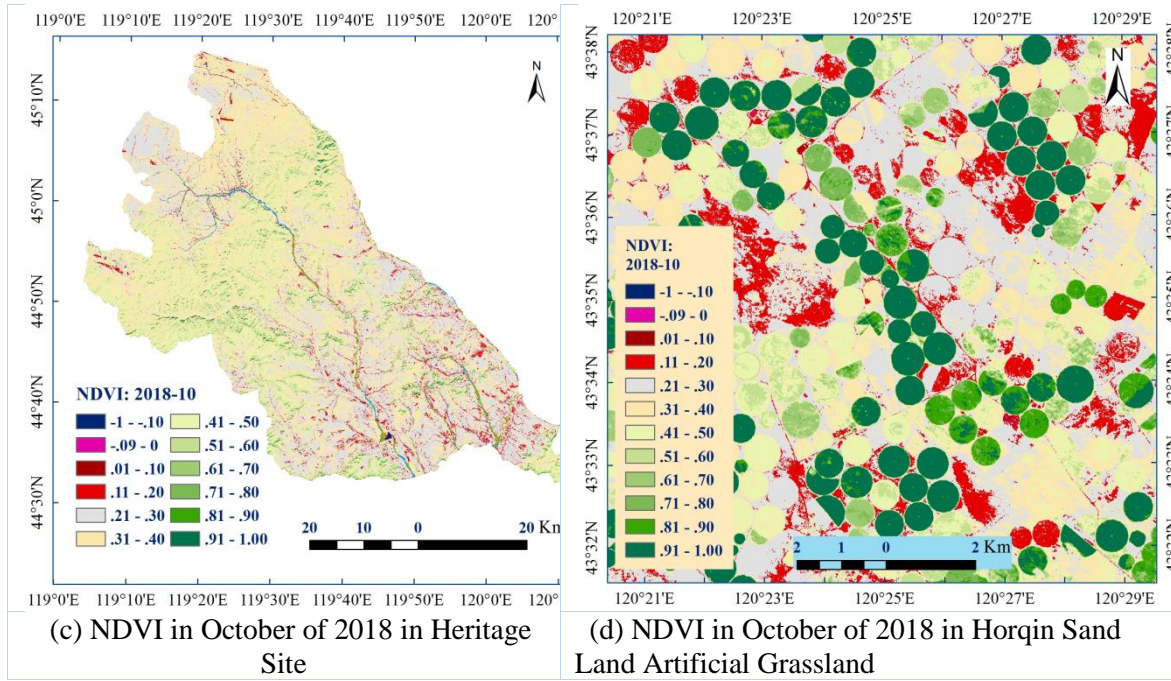 119°0'E 119°10'E 119°20'E 119°30'E 119°40'E 119°50'E 120°0'E 120°
N
45°10'N
45°0'N
44°50'N
44°40'N
44°30'N
NDVI: 2018-10
-1 - -.10
-.09 - 0
.01 - .10
.11 - .20
.21 - .30
.31 - .40
.41 - .50
.51 - .60
.61 - .70
.71 - .80
.81 - .90
.91 - 1.00
20 10 0 20 Km
119°0'E 119°10'E 119°20'E 119°30'E 119°40'E 119°50'E 120°0'E 120°
(c) NDVI in October of 2018 in Heritage
Site
120°21'E 120°23'E 120°25'E 120°27'E 120°29'E
N
43°38'N
43°37'N
43°36'N
43°35'N
43°34'N
43°33'N
43°32'N
NDVI:
2018-10
-1 - -.10
-.09 - 0
.01 - .10
.11 - .20
.21 - .30
.31 - .40
.41 - .50
.51 - .60
.61 - .70
.71 - .80
.81 - .90
.91 - 1.00
2 1 0 2 Km
120°21'E 120°23'E 120°25'E 120°27'E 120°29'E
(d) NDVI in October of 2018 in Horqin Sand
Land Artificial Grassland